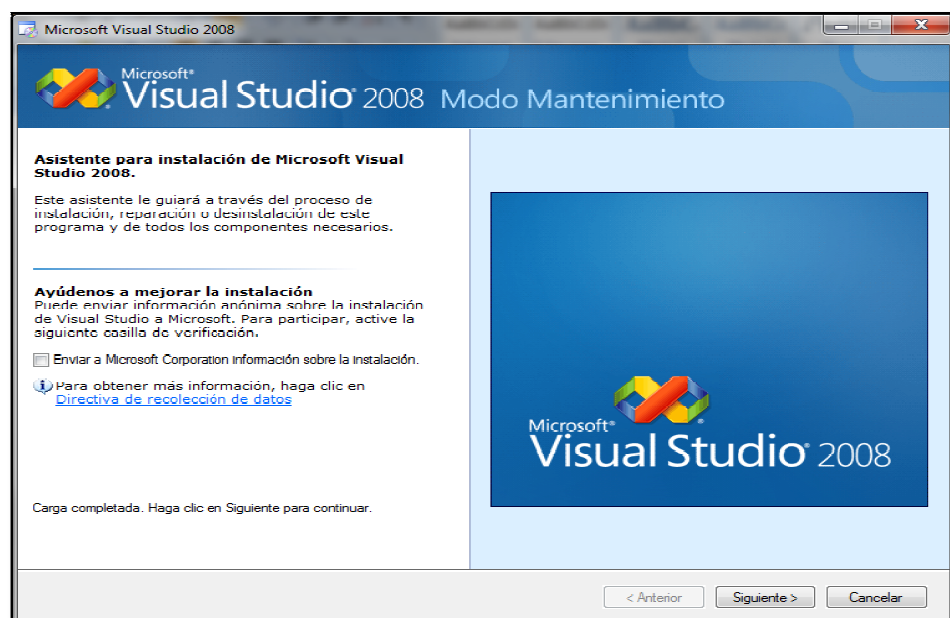 Microsoft Visual Studio 2008
Microsoft®
Visual Studio® 2008 Modo Mantenimiento
Asistente para instalación de Microsoft Visual
Studio 2008.
Este asistente le guiará a través del proceso de
instalación, reparación o desinstalación de este
programa y de todos los componentes necesarios.
Ayúdenos a mejorar la instalación
Puede enviar información anónima sobre la instalación
de Visual Studio a Microsoft. Para participar, active la
siguiente casilla de verificación.
Enviar a Microsoft Corporation información sobre la instalación.
Para obtener más información, haga clic en
Directiva de recolección de datos
Carga completada. Haga clic en Siguiente para continuar.
Microsoft®
Visual Studio® 2008
< Anterior
Siguiente >
Cancelar